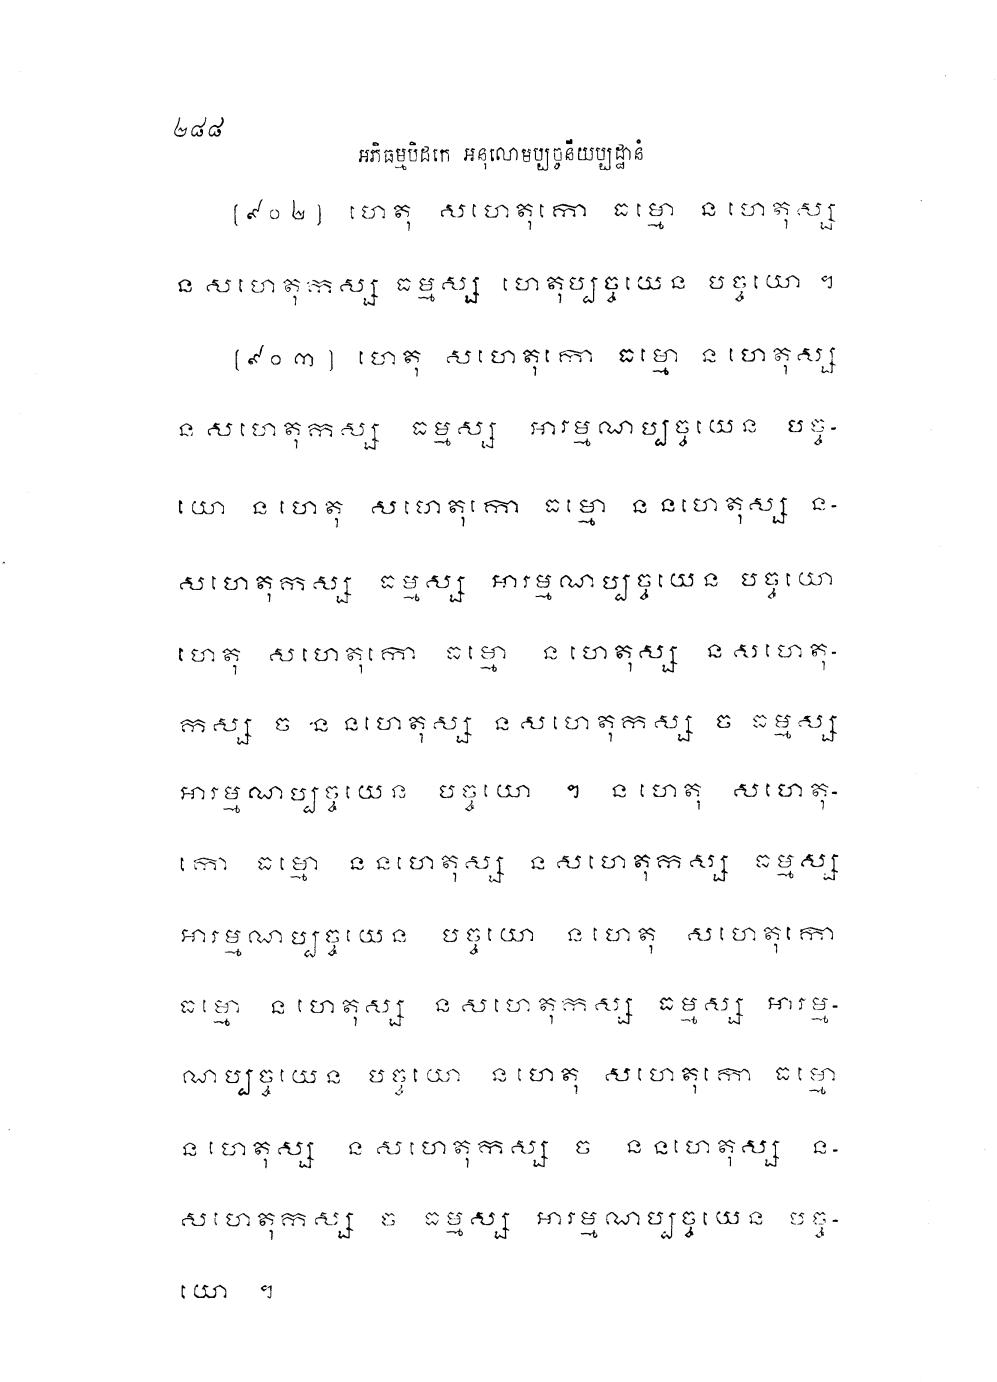 ២៨៨
អភិធម្មបិដកេ អនុលោមប្បច្ចនីយប្បដ្ឋានំ
[៩០២] ហេតុ សហេតុកោ ធម្មោ នហេតុស្ស
នសហេតុកស្ស ធម្មស្ស ហេតុប្បច្ចយេន បច្ចយោ ។
[៩០៣] ហេតុ សហេតុកោ ធម្មោ នហេតុស្ស
នសហេតុកស្ស ធម្មស្ស អារម្មណប្បច្ចយេន បច្ច-
យោ នហេតុ សហេតុកោ ធម្មោ ននហេតុស្ស ន-
សហេតុកស្ស ធម្មស្ស អារម្មណប្បច្ចយេន បច្ចយោ
ហេតុ សហេតុកោ ធម្មោ នហេតុស្ស នសហេតុ-
កស្ស ច ននហេតុស្ស នសហេតុកស្ស ច ធម្មស្ស
អារម្មណប្បច្ចយេន បច្ចយោ ។ នហេតុ សហេតុ-
កោ ធម្មោ ននហេតុស្ស នសហេតុកស្ស ធម្មស្ស
អារម្មណប្បច្ចយេន បច្ចយោ នហេតុ សហេតុកោ
ធម្មោ នហេតុស្ស នសហេតុកស្ស ធម្មស្ស អារម្ម-
ណប្បច្ចយេន បច្ចយោ នហេតុ សហេតុកោ ធម្មោ
នហេតុស្ស នសហេតុកស្ស ច ននហេតុស្ស ន-
សហេតុកស្ស ច ធម្មស្ស អារម្មណប្បច្ចយេន បច្ច-
យោ ។